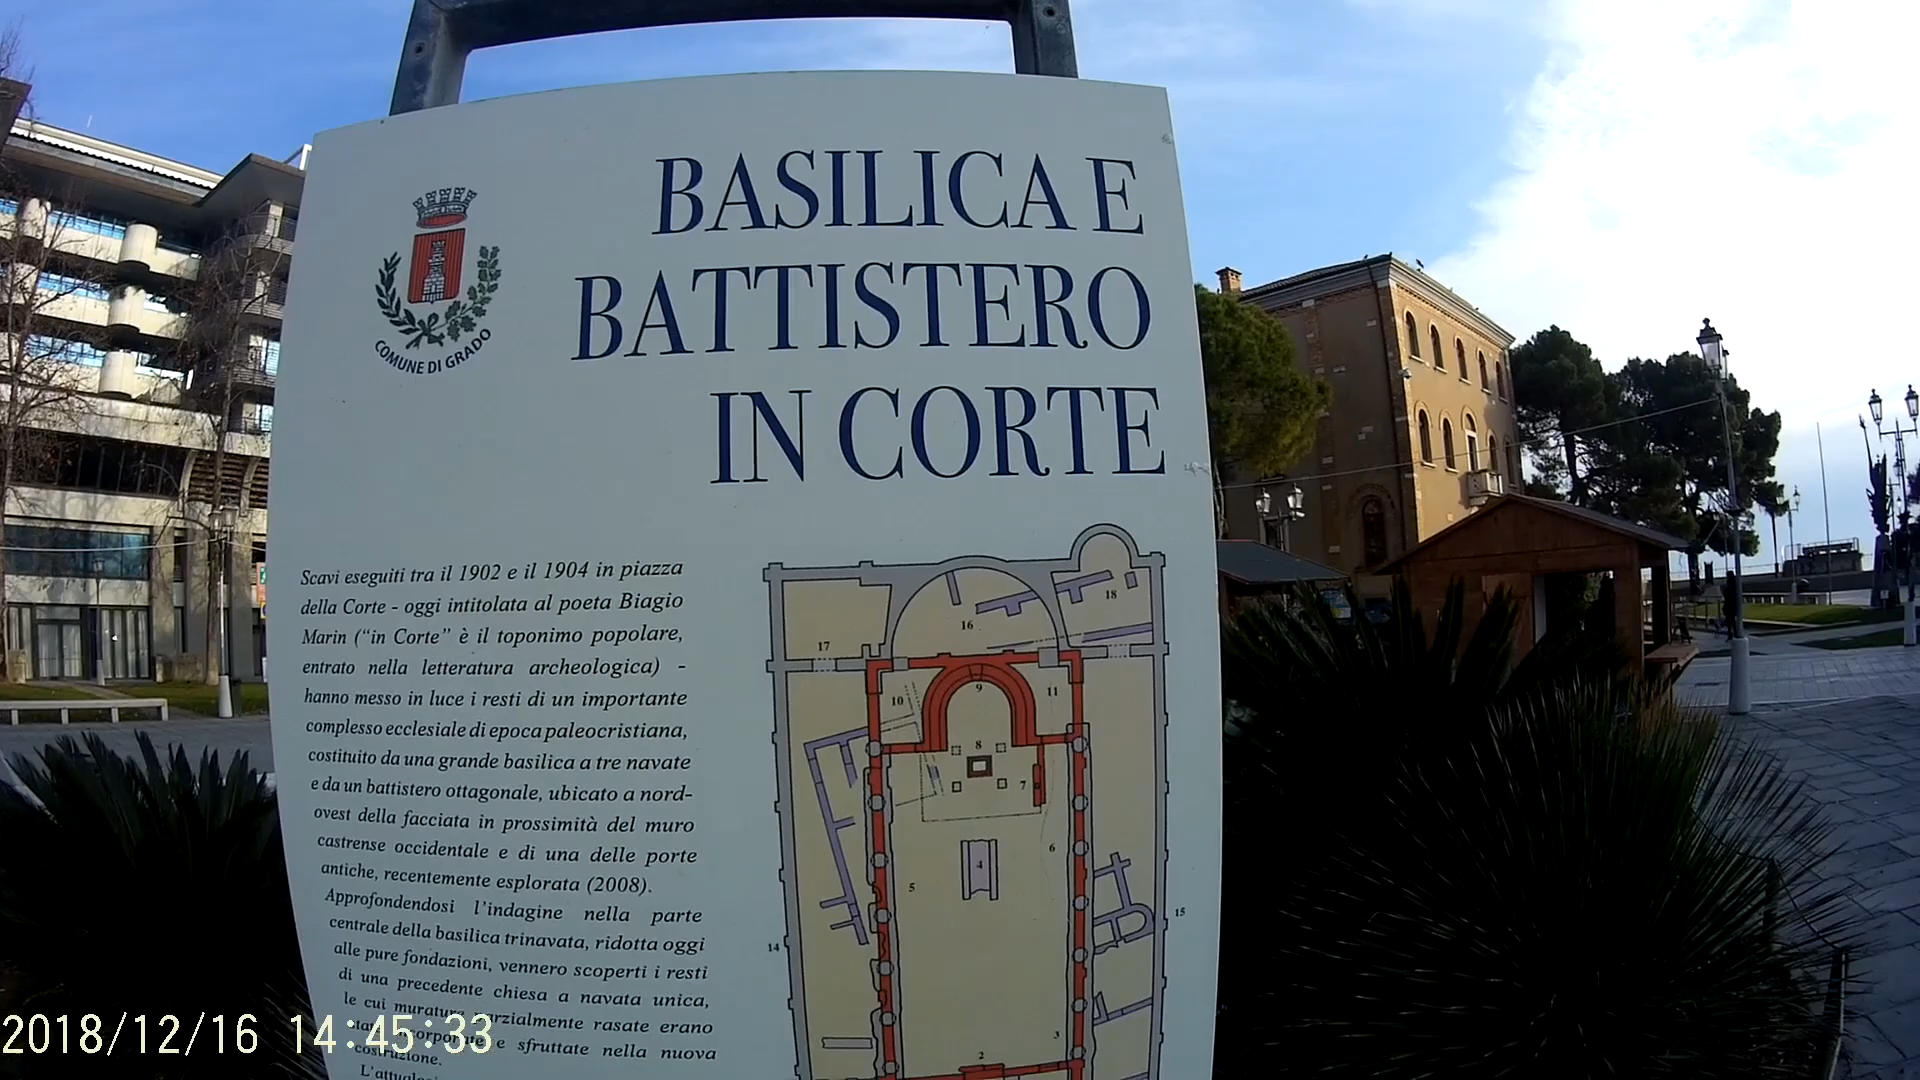 BASILICA E
BATTISTERO
IN CORTE
COMUNE DI GRADO
Scavi eseguiti tra il 1902 e il 1904 in piazza
della Corte - oggi intitolata al poeta Biagio
Marin (“in Corte” è il toponimo popolare,
entrato nella letteratura archeologica) -
hanno messo in luce i resti di un importante
complesso ecclesiale di epoca paleocristiana,
costituito da una grande basilica a tre navate
e da un battistero ottagonale, ubicato a nord-
ovest della facciata in prossimità del muro
castrense occidentale e di una delle porte
antiche, recentemente esplorata (2008).
Approfondendosi l’indagine nella parte
centrale della basilica trinavata, ridotta oggi
alle pure fondazioni, vennero scoperti i resti
di una precedente chiesa a navata unica,
le cui murature parzialmente rasate erano
e sfruttate nella nuova
costruzione.
18
16
17
9
11
10
8
7
6
4
5
15
14
3
2
2018/12/16 14:45:33